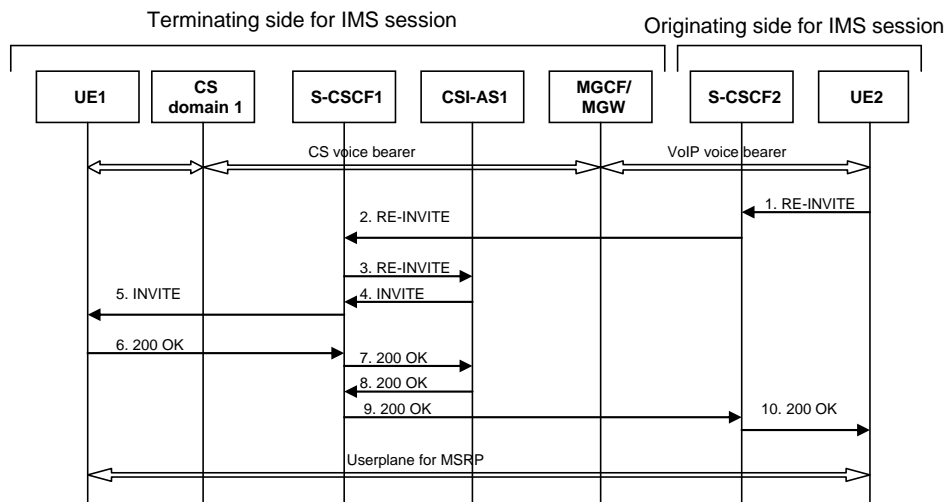 Terminating side for IMS session
Originating side for IMS session
UE1
CS
domain 1
S-CSCF1
CSI-AS1
MGCF/
MGW
S-CSCF2
UE2
CS voice bearer
VoIP voice bearer
1. RE-INVITE
2. RE-INVITE
3. RE-INVITE
4. INVITE
5. INVITE
6. 200 OK
7. 200 OK
8. 200 OK
9. 200 OK
10. 200 OK
Userplane for MSRP